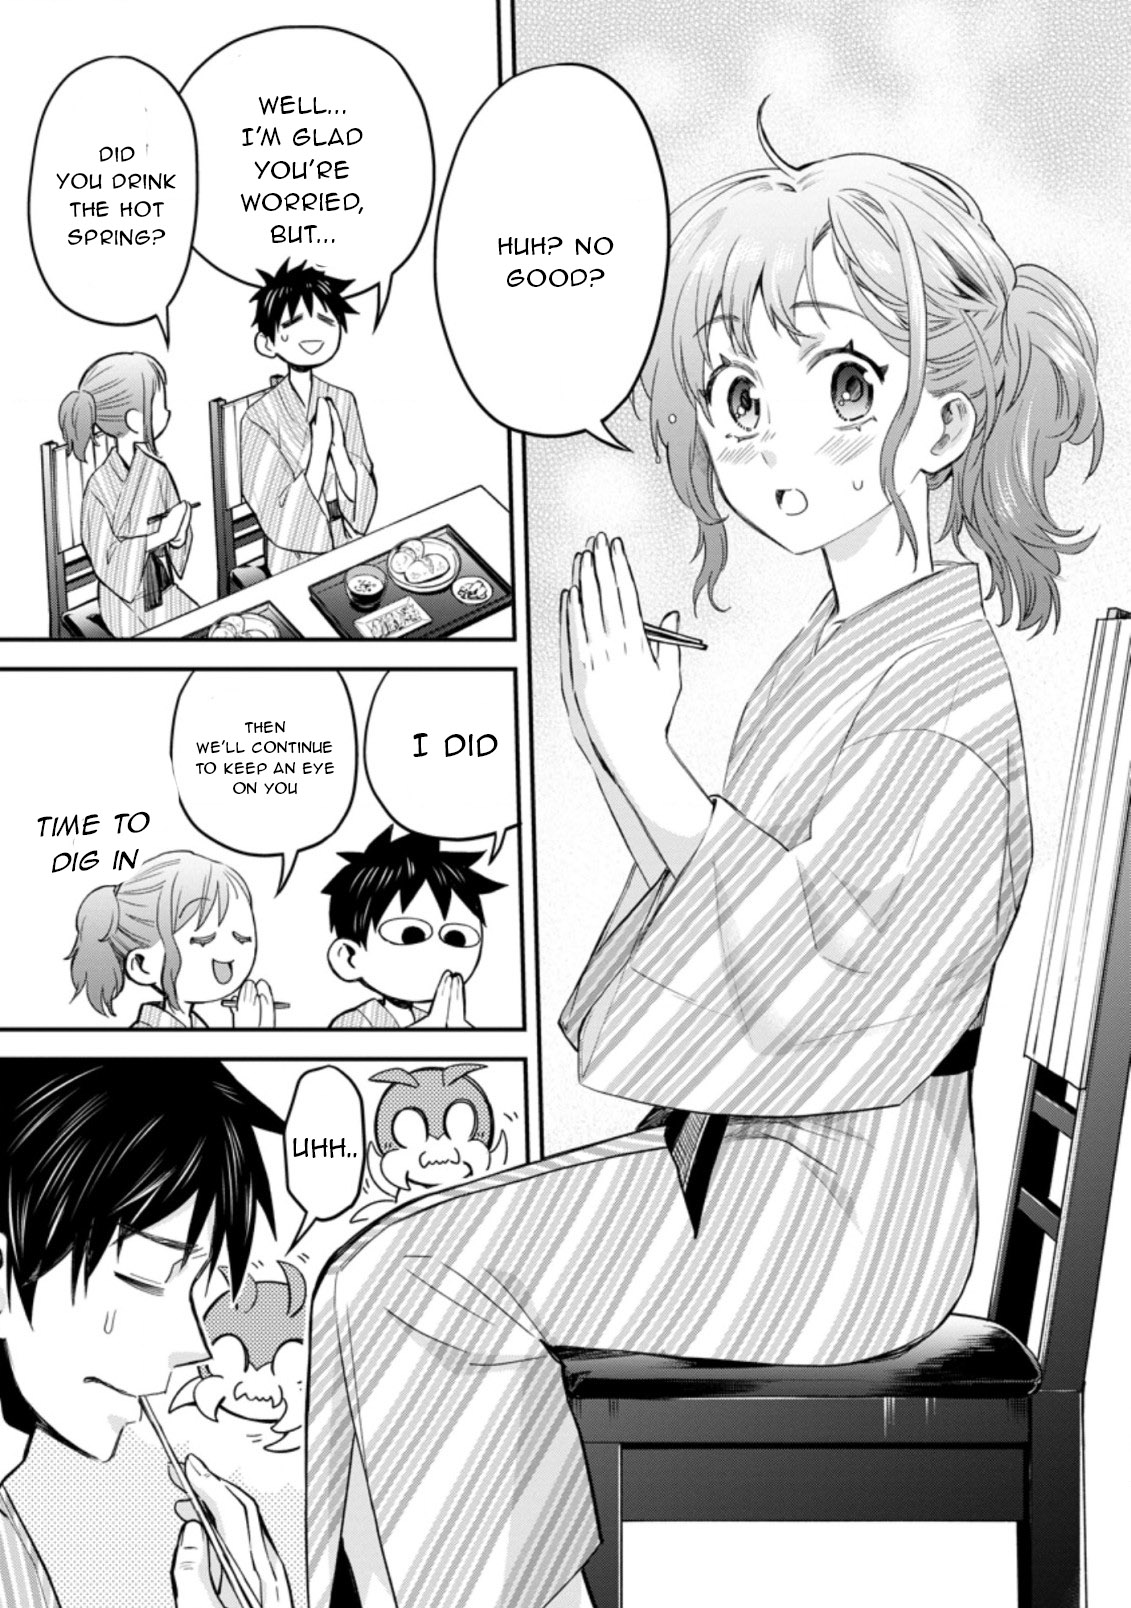 HUH? NO
GOOD?
WELL...
I'M GLAD
YOU'RE
WORRIED,
BUT...
DID
YOU DRINK
THE HOT
SPRING?
I DID
THEN
WE'LL CONTINUE
TO KEEP AN EYE
ON YOU
TIME TO
DIG IN
UHH..